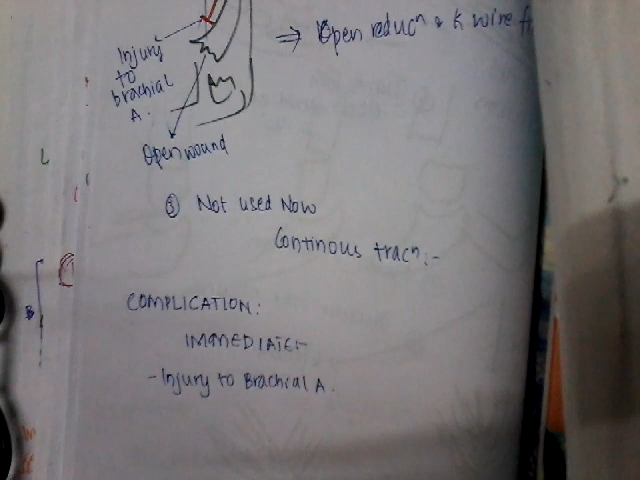 Injury
to
brachial
A.
⇒ Open reducⁿ & K wire
Open wound
③ Not used Now
Continous tracⁿ:-
COMPLICATION:
IMMEDIATE:-
- Injury to Brachial A.
B